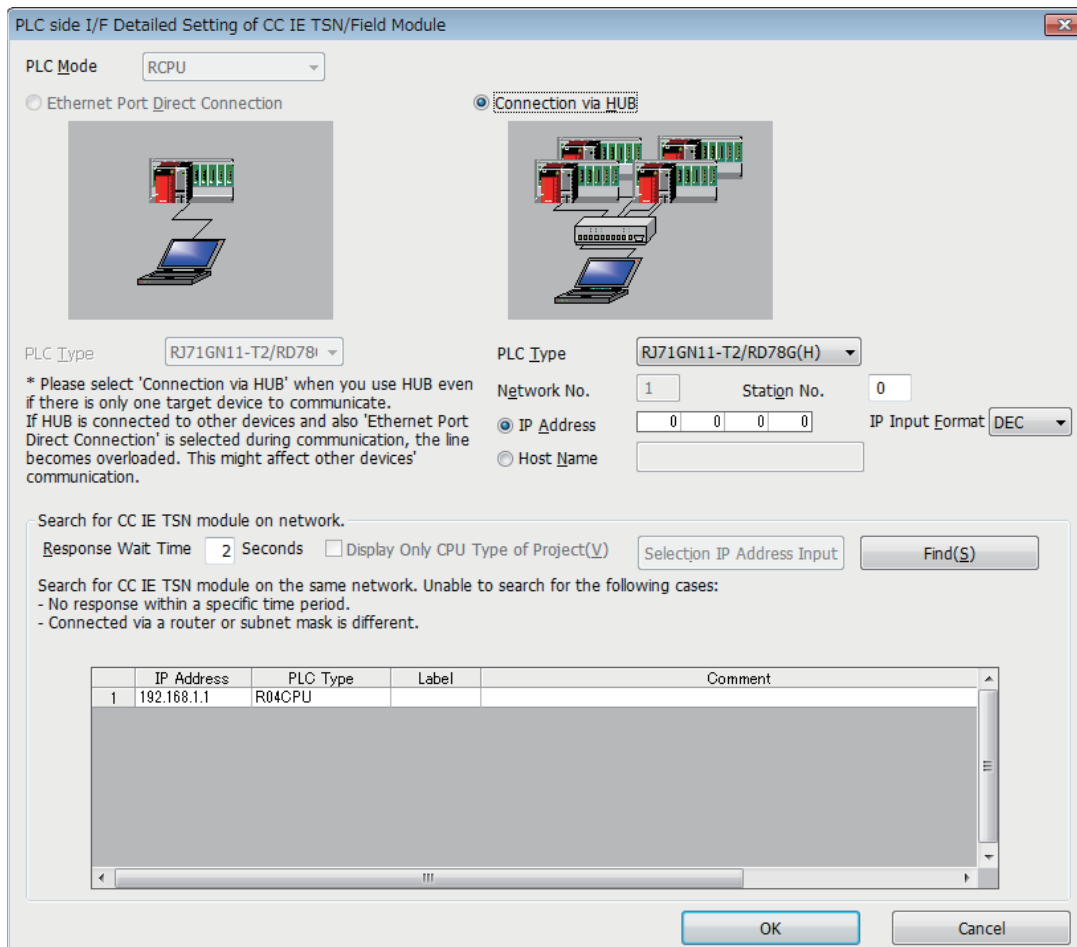 PLC side I/F Detailed Setting of CC IE TSN/Field Module
PLC Mode RCPU
Ethernet Port Direct Connection
Connection via HUB
PLC Type RJ71GN11-T2/RD78(
* Please select 'Connection via HUB' when you use HUB even
if there is only one target device to communicate.
If HUB is connected to other devices and also 'Ethernet Port
Direct Connection' is selected during communication, the line
becomes overloaded. This might affect other devices'
communication.
PLC Type RJ71GN11-T2/RD78G(H)
Network No. 1 Station No. 0
IP Address 0 0 0 0 IP Input Format DEC
Host Name
Search for CC IE TSN module on network.
Response Wait Time 2 Seconds Display Only CPU Type of Project(V) Selection IP Address Input Find(S)
Search for CC IE TSN module on the same network. Unable to search for the following cases:
- No response within a specific time period.
- Connected via a router or subnet mask is different.
IP Address PLC Type Label Comment
1 192.168.1.1 R04CPU
OK Cancel